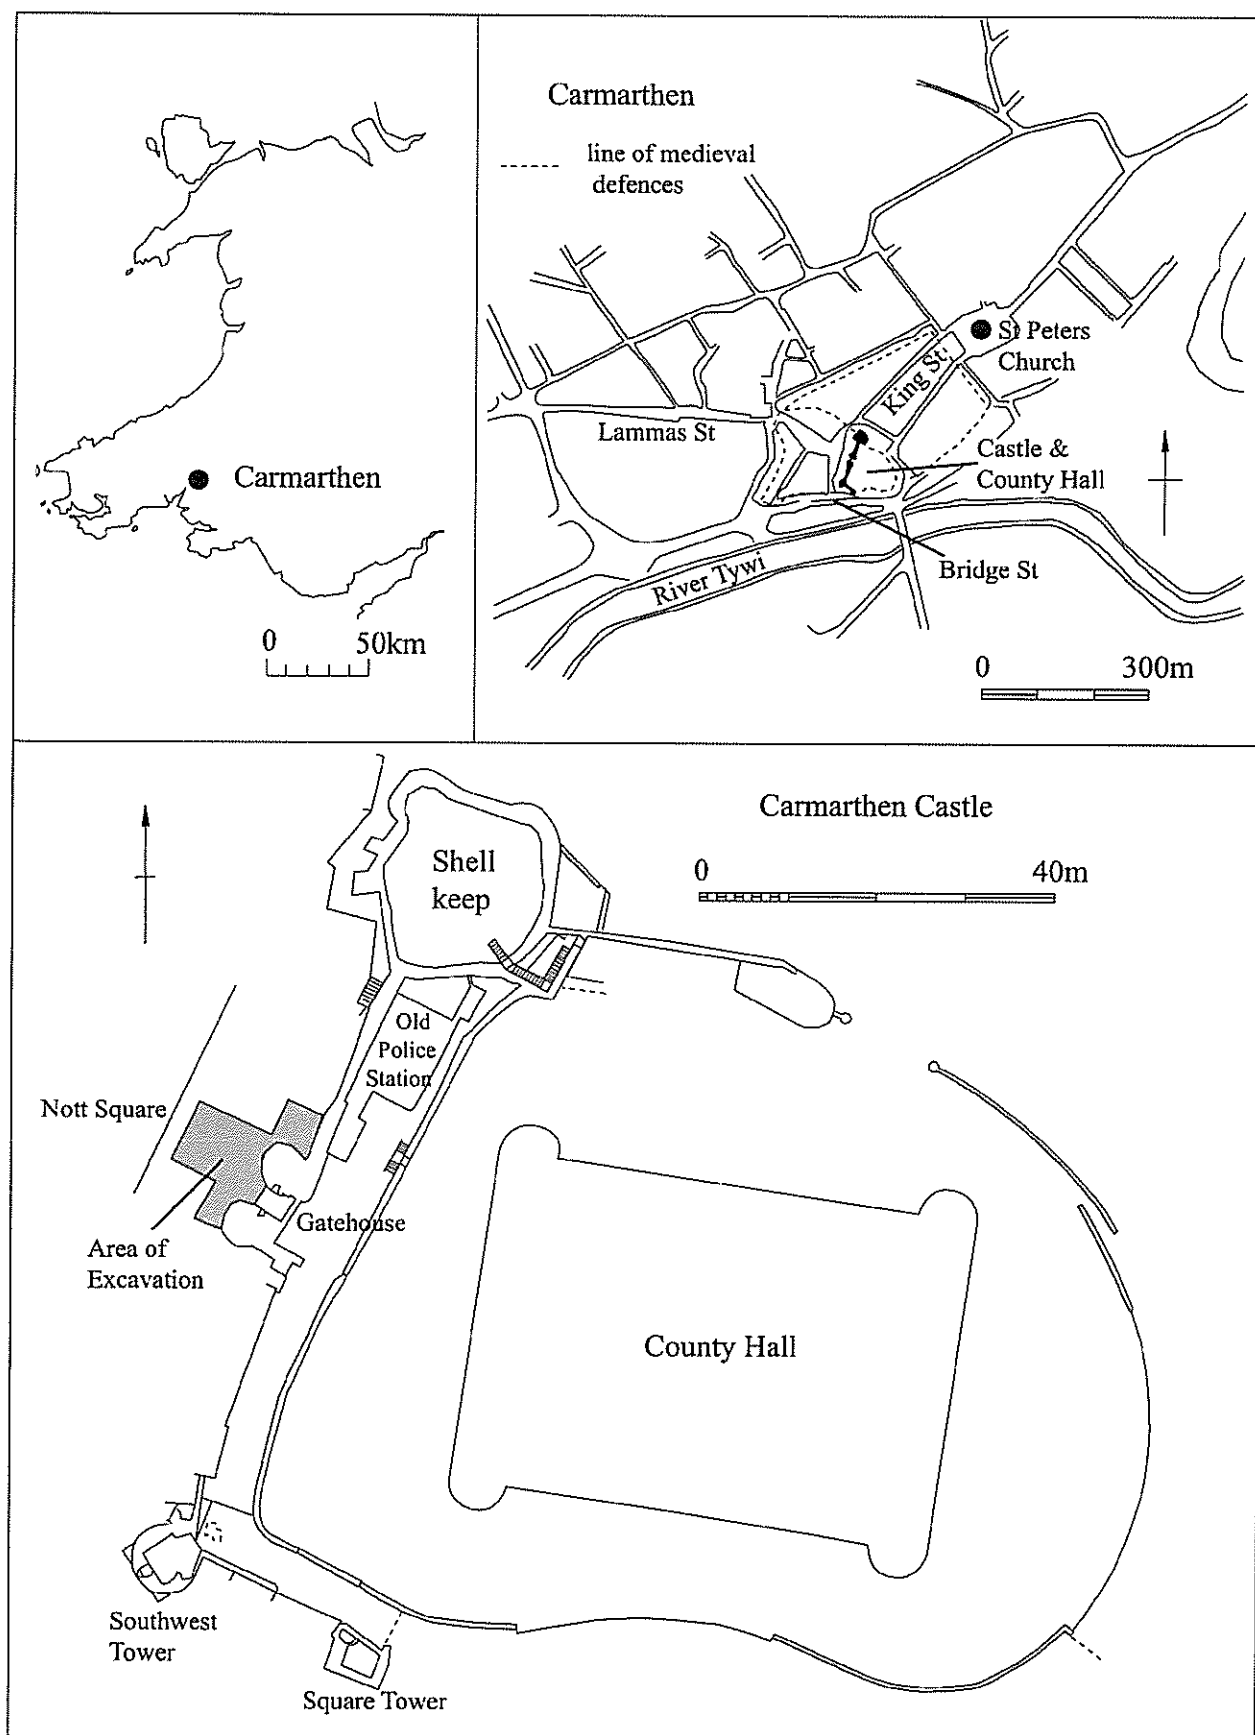 Carmarthen
0 50km
Carmarthen
line of medieval
defences
St Peters
Church
King St
Lammas St
Castle &
County Hall
Bridge St
River Tywi
0 300m
Carmarthen Castle
0 40m
Shell
keep
Old
Police
Station
Nott Square
Gatehouse
Area of
Excavation
County Hall
Southwest
Tower
Square Tower